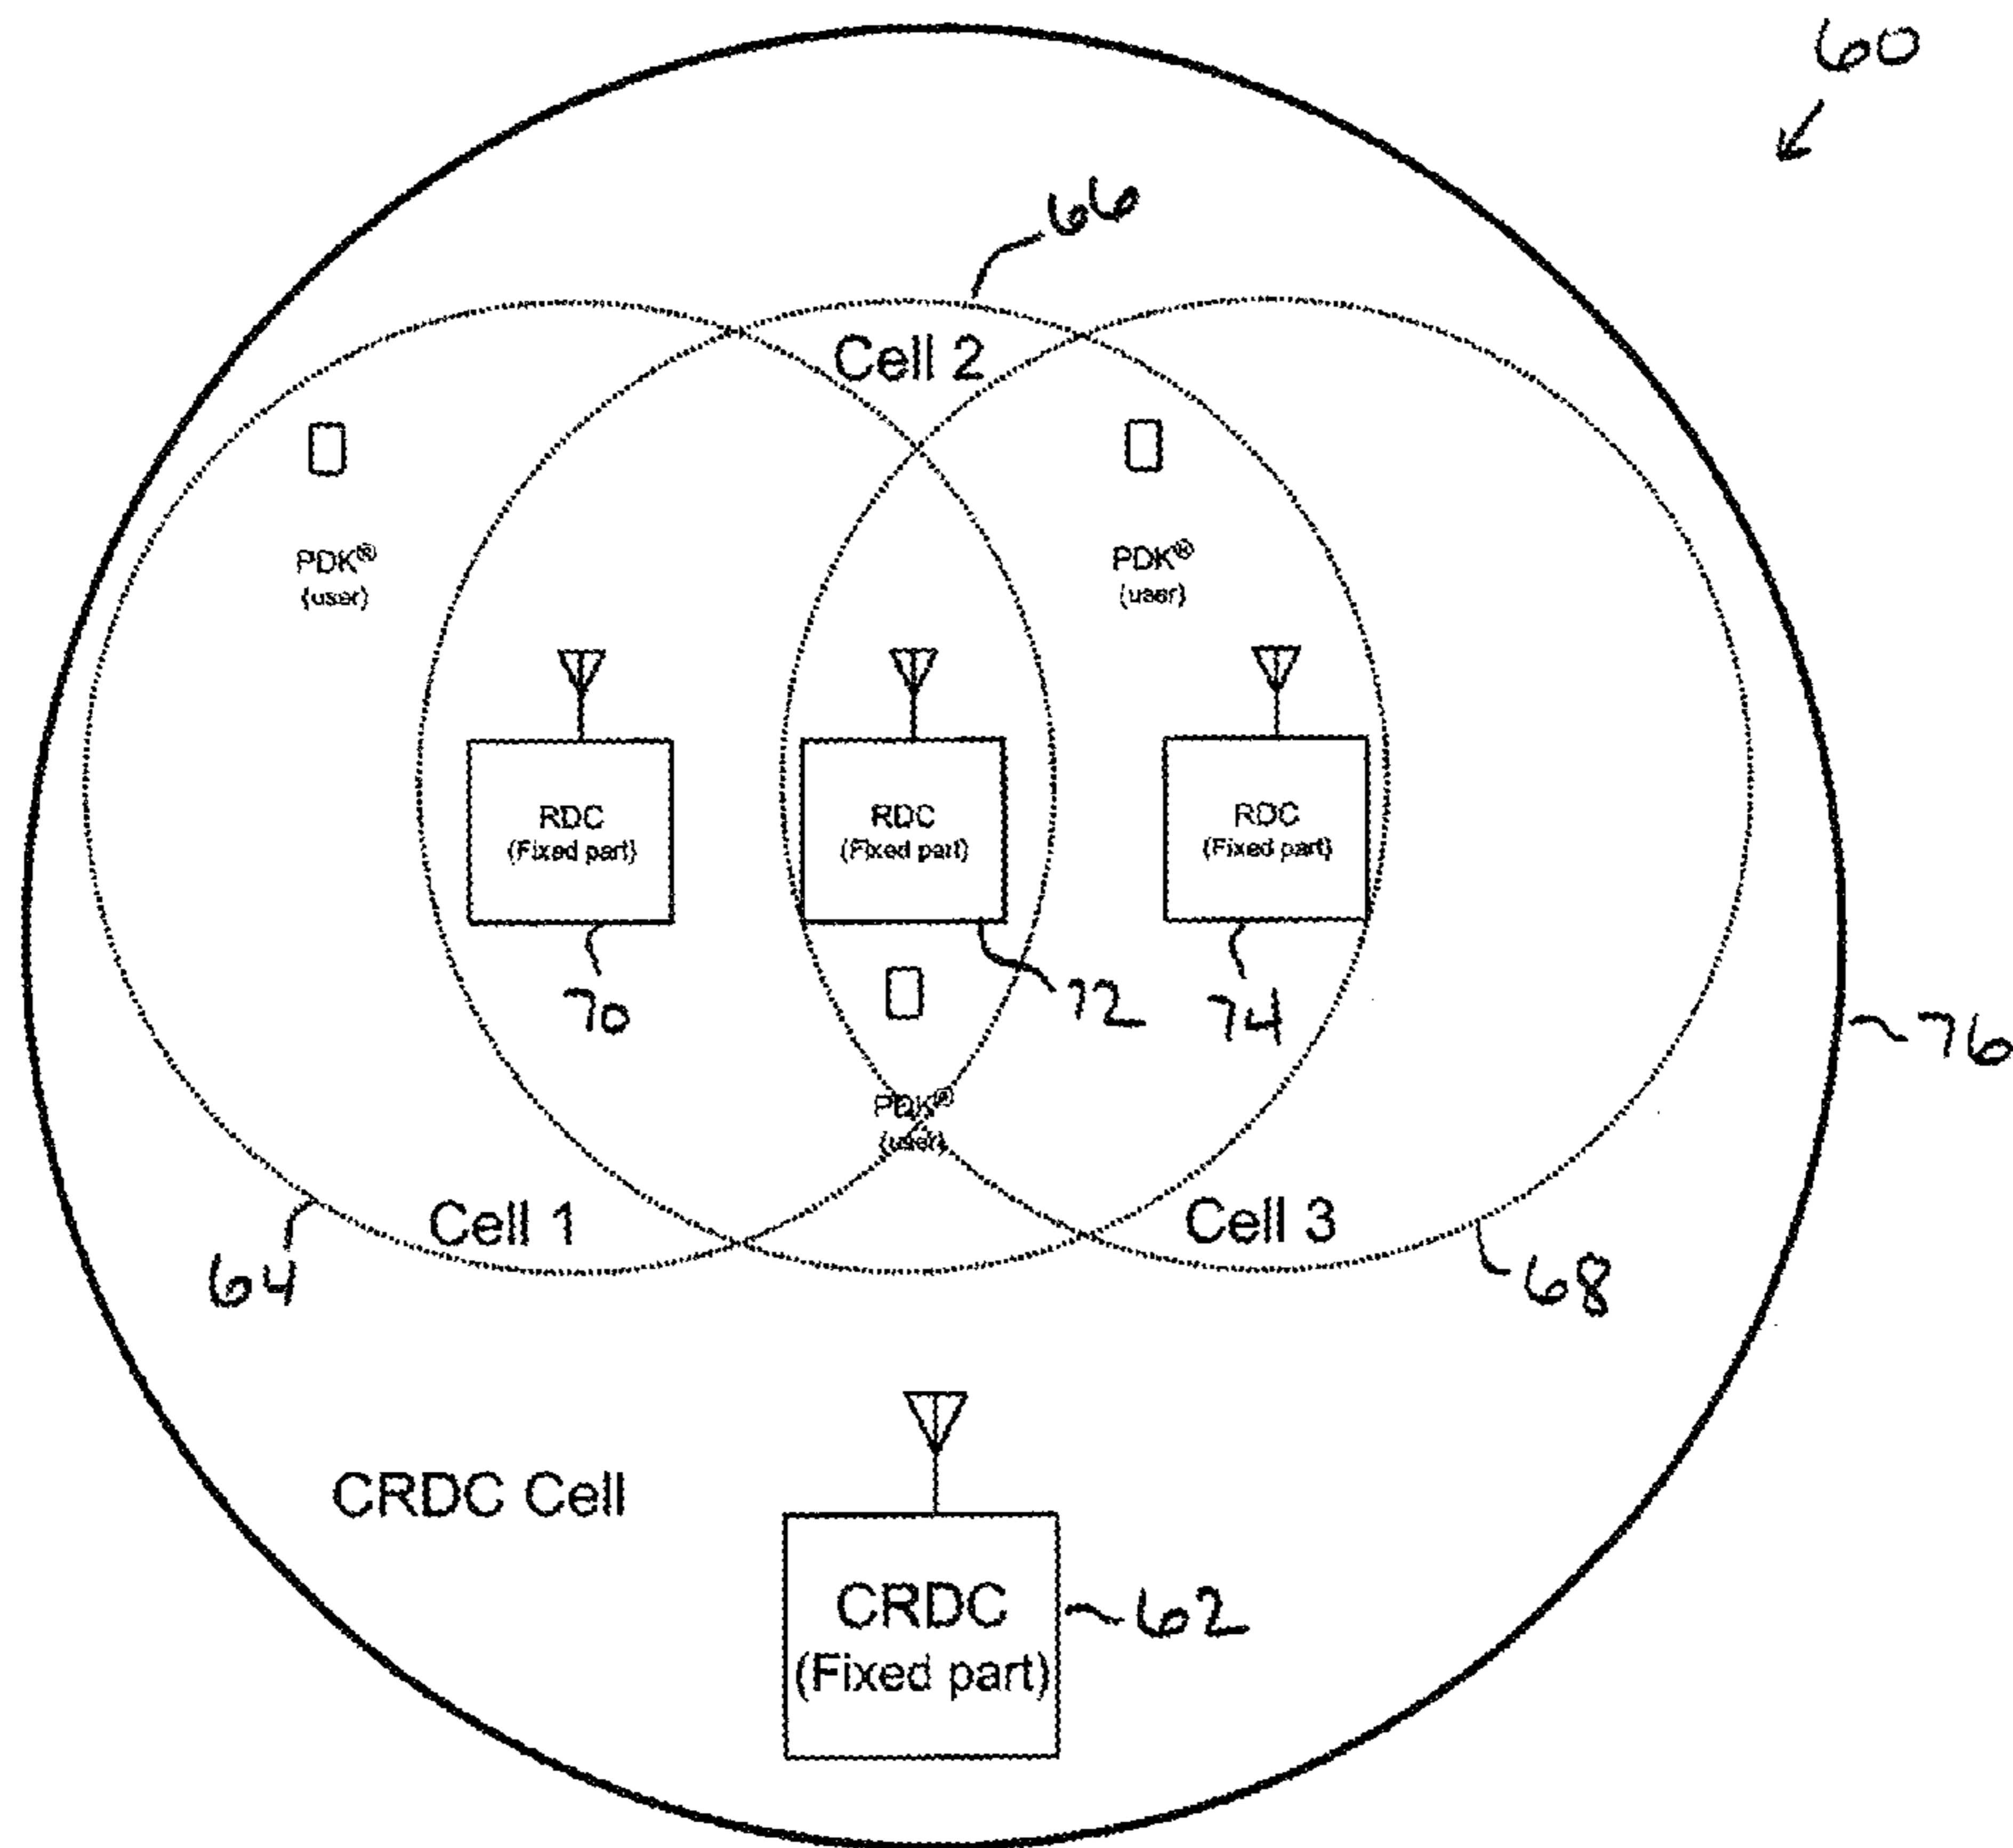 60
66
Cell 2
PDK®
(user)
PDK®
(user)
RDC
(Fixed part)
RDC
(Fixed part)
RDC
(Fixed part)
70
72
74
76
PDK®
(user)
Cell 1
Cell 3
64
68
CRDC Cell
CRDC
(Fixed part)
62